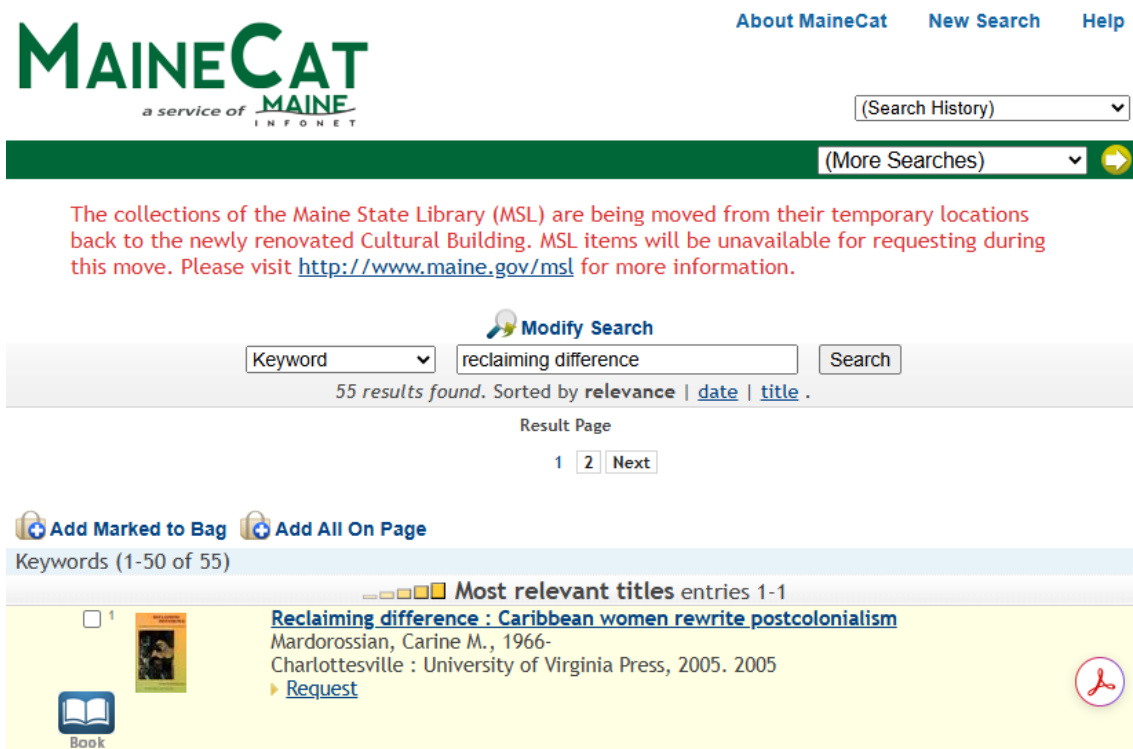 About MaineCat New Search Help
MAINECAT
a service of MAINE
INFONET
(Search History)
(More Searches)
The collections of the Maine State Library (MSL) are being moved from their temporary locations
back to the newly renovated Cultural Building. MSL items will be unavailable for requesting during
this move. Please visit http://www.maine.gov/msl for more information.
Modify Search
Keyword reclaiming difference Search
55 results found. Sorted by relevance | date | title .
Result Page
1 2 Next
Add Marked to Bag Add All On Page
Keywords (1-50 of 55)
Most relevant titles entries 1-1
1 Reclaiming difference : Caribbean women rewrite postcolonialism
Mardorossian, Carine M., 1966-
Charlottesville : University of Virginia Press, 2005. 2005
Request
Book